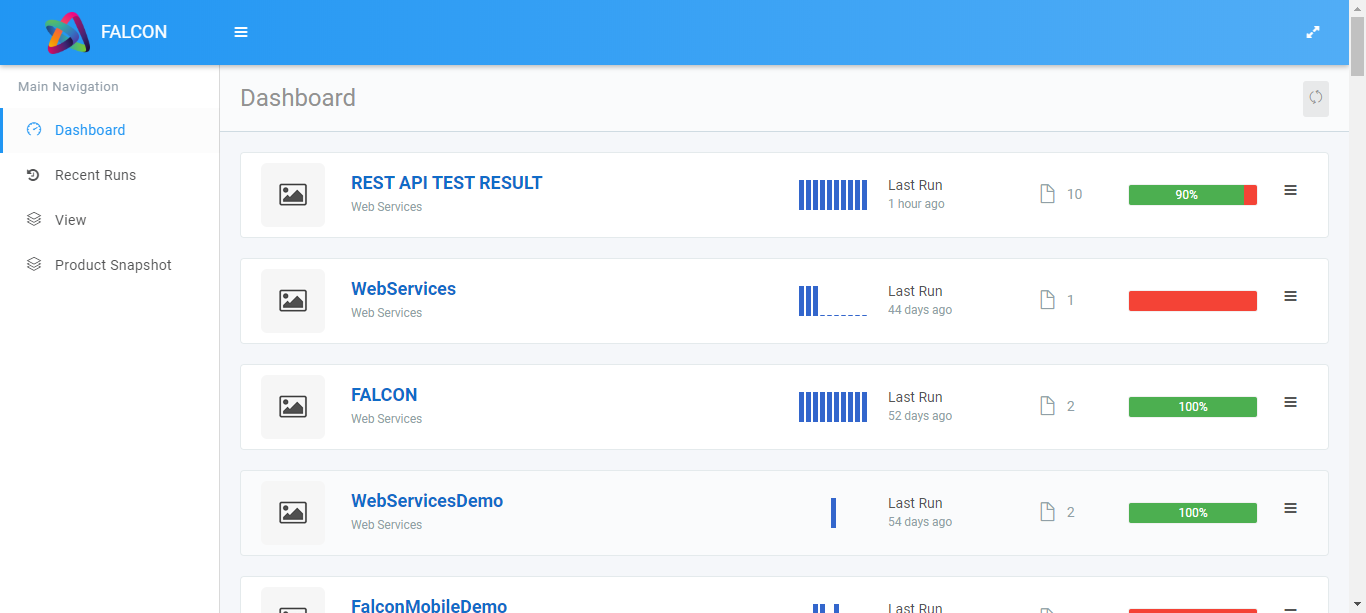 FALCON
Main Navigation
Dashboard
Recent Runs
View
Product Snapshot
Dashboard
REST API TEST RESULT
Web Services
Last Run
1 hour ago
10
90%
WebServices
Web Services
Last Run
44 days ago
1
FALCON
Web Services
Last Run
52 days ago
2
100%
WebServicesDemo
Web Services
Last Run
54 days ago
2
100%
FalconMobileDemo
Last Run